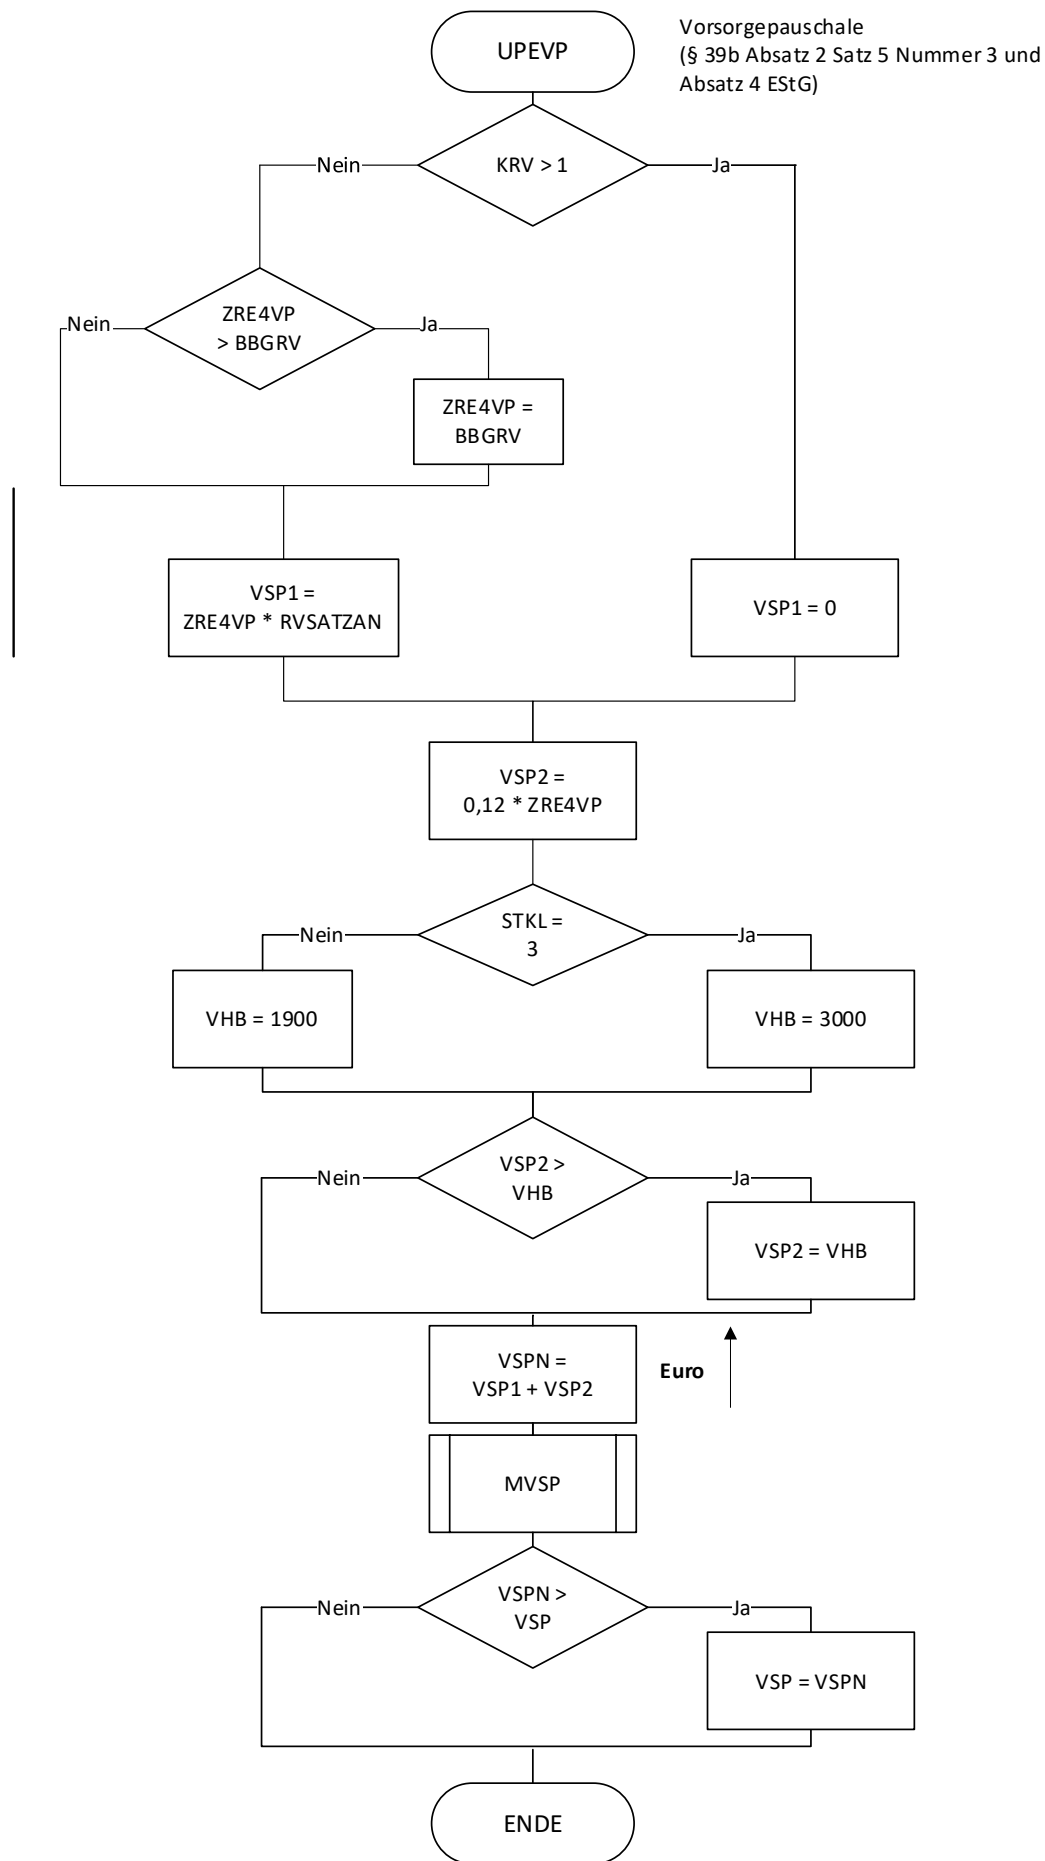 UPEVP
Vorsorgepauschale
(§ 39b Absatz 2 Satz 5 Nummer 3 und
Absatz 4 EStG)
Nein
KRV > 1
Ja
Nein
ZRE4VP
> BBGRV
Ja
ZRE4VP =
BBGRV
VSP1 =
ZRE4VP * RVSATZAN
VSP1 = 0
VSP2 =
0,12 * ZRE4VP
Nein
STKL =
3
Ja
VHB = 1900
VHB = 3000
Nein
VSP2 >
VHB
Ja
VSP2 = VHB
VSPN =
VSP1 + VSP2
Euro
MVSP
Nein
VSPN >
VSP
Ja
VSP = VSPN
ENDE